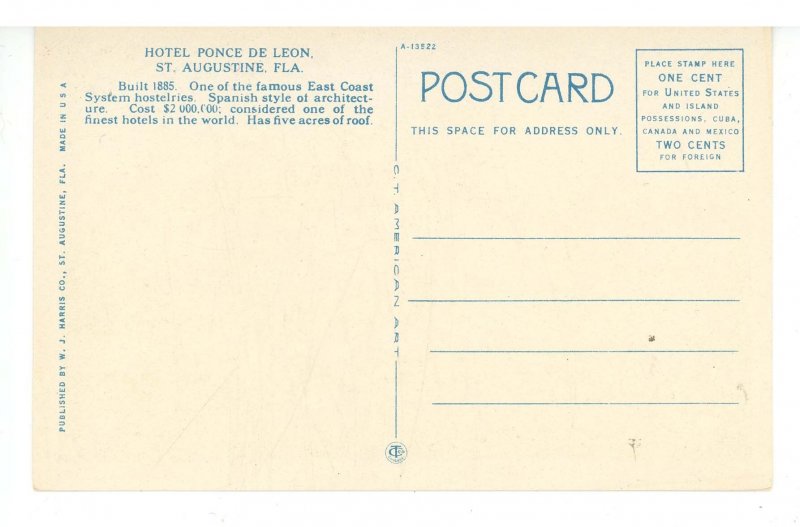 HOTEL PONCE DE LEON,
ST. AUGUSTINE, FLA.
Built 1885. One of the famous East Coast
System hostelries. Spanish style of architect-
ure. Cost $2 000,000; considered one of the
finest hotels in the world. Has five acres of roof.
PUBLISHED BY W. J. HARRIS CO., ST. AUGUSTINE, FLA. MADE IN U S A
C. T. AMERICAN ART
A-13522
POST CARD
THIS SPACE FOR ADDRESS ONLY.
PLACE STAMP HERE
ONE CENT
FOR UNITED STATES
AND ISLAND
POSSESSIONS, CUBA,
CANADA AND MEXICO
TWO CENTS
FOR FOREIGN